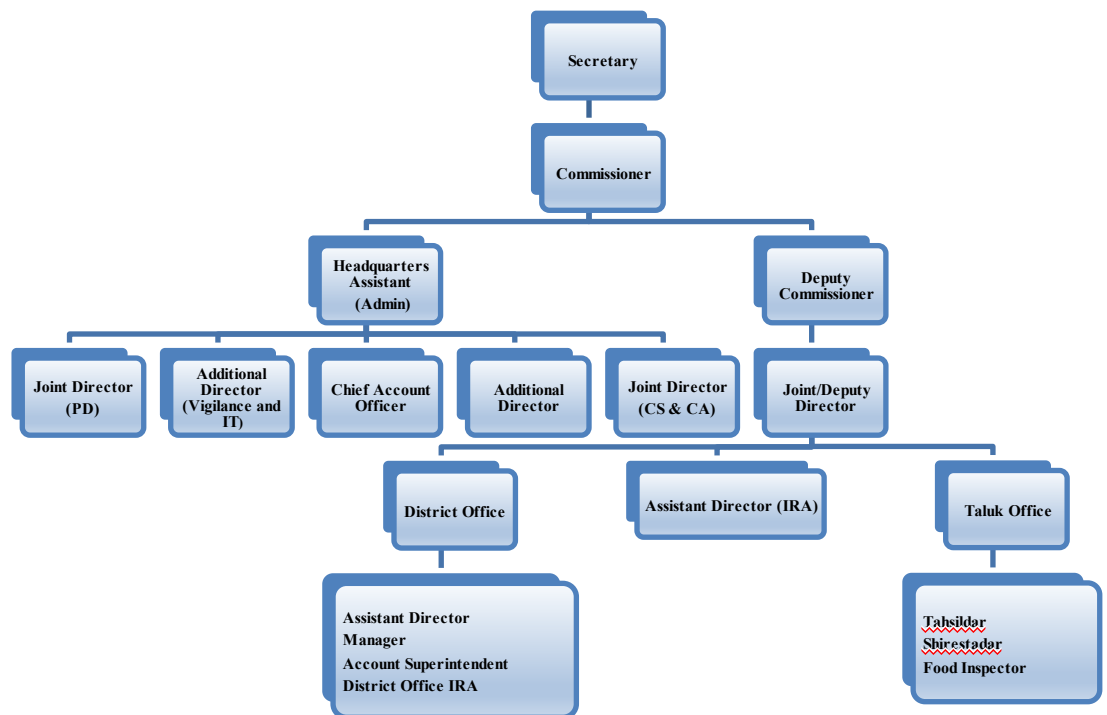 Secretary
Commissioner
Headquarters
Assistant
(Admin)
Deputy
Commissioner
Joint Director
(PD)
Additional
Director
(Vigilance and
IT)
Chief Account
Officer
Additional
Director
Joint Director
(CS & CA)
Joint/Deputy
Director
District Office
Assistant Director (IRA)
Taluk Office
Assistant Director
Manager
Account Superintendent
District Office IRA
Tahsildar
Shirestadar
Food Inspector